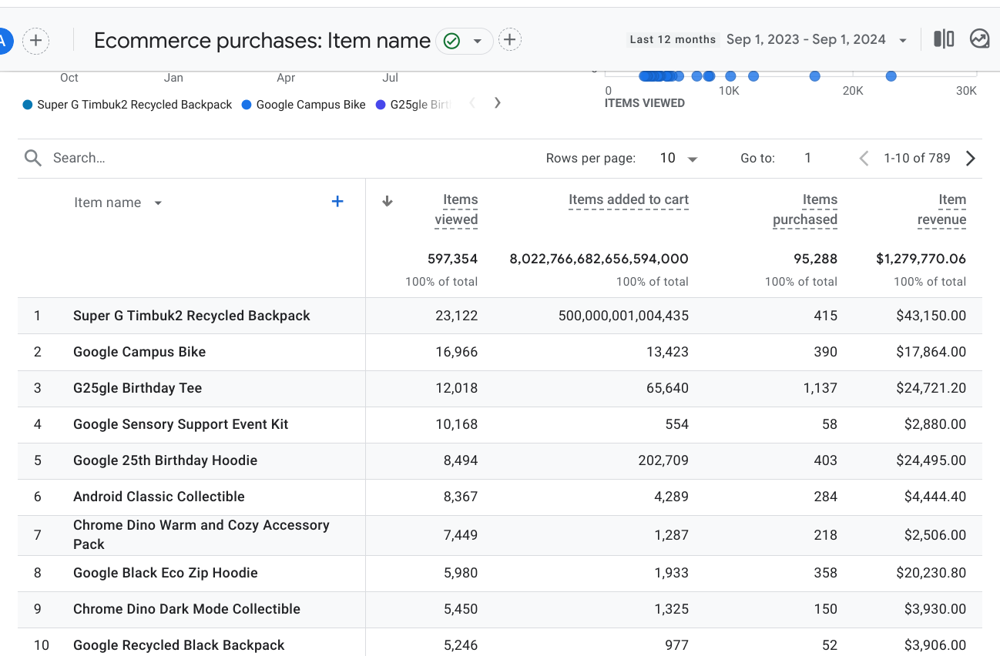 A
Ecommerce purchases: Item name
Last 12 months Sep 1, 2023 - Sep 1, 2024
Oct Jan Apr Jul
Super G Timbuk2 Recycled Backpack Google Campus Bike G25gle Birt
0 10K 20K 30K
ITEMS VIEWED
Search…
Rows per page: 10 Go to: 1 1-10 of 789
Item name
Items viewed
Items added to cart
Items purchased
Item revenue
597,354 8,022,766,682,656,594,000 95,288 $1,279,770.06
100% of total 100% of total 100% of total 100% of total
1 Super G Timbuk2 Recycled Backpack 23,122 500,000,001,004,435 415 $43,150.00
2 Google Campus Bike 16,966 13,423 390 $17,864.00
3 G25gle Birthday Tee 12,018 65,640 1,137 $24,721.20
4 Google Sensory Support Event Kit 10,168 554 58 $2,880.00
5 Google 25th Birthday Hoodie 8,494 202,709 403 $24,495.00
6 Android Classic Collectible 8,367 4,289 284 $4,444.40
7 Chrome Dino Warm and Cozy Accessory Pack 7,449 1,287 218 $2,506.00
8 Google Black Eco Zip Hoodie 5,980 1,933 358 $20,230.80
9 Chrome Dino Dark Mode Collectible 5,450 1,325 150 $3,930.00
10 Google Recycled Black Backpack 5,246 977 52 $3,906.00